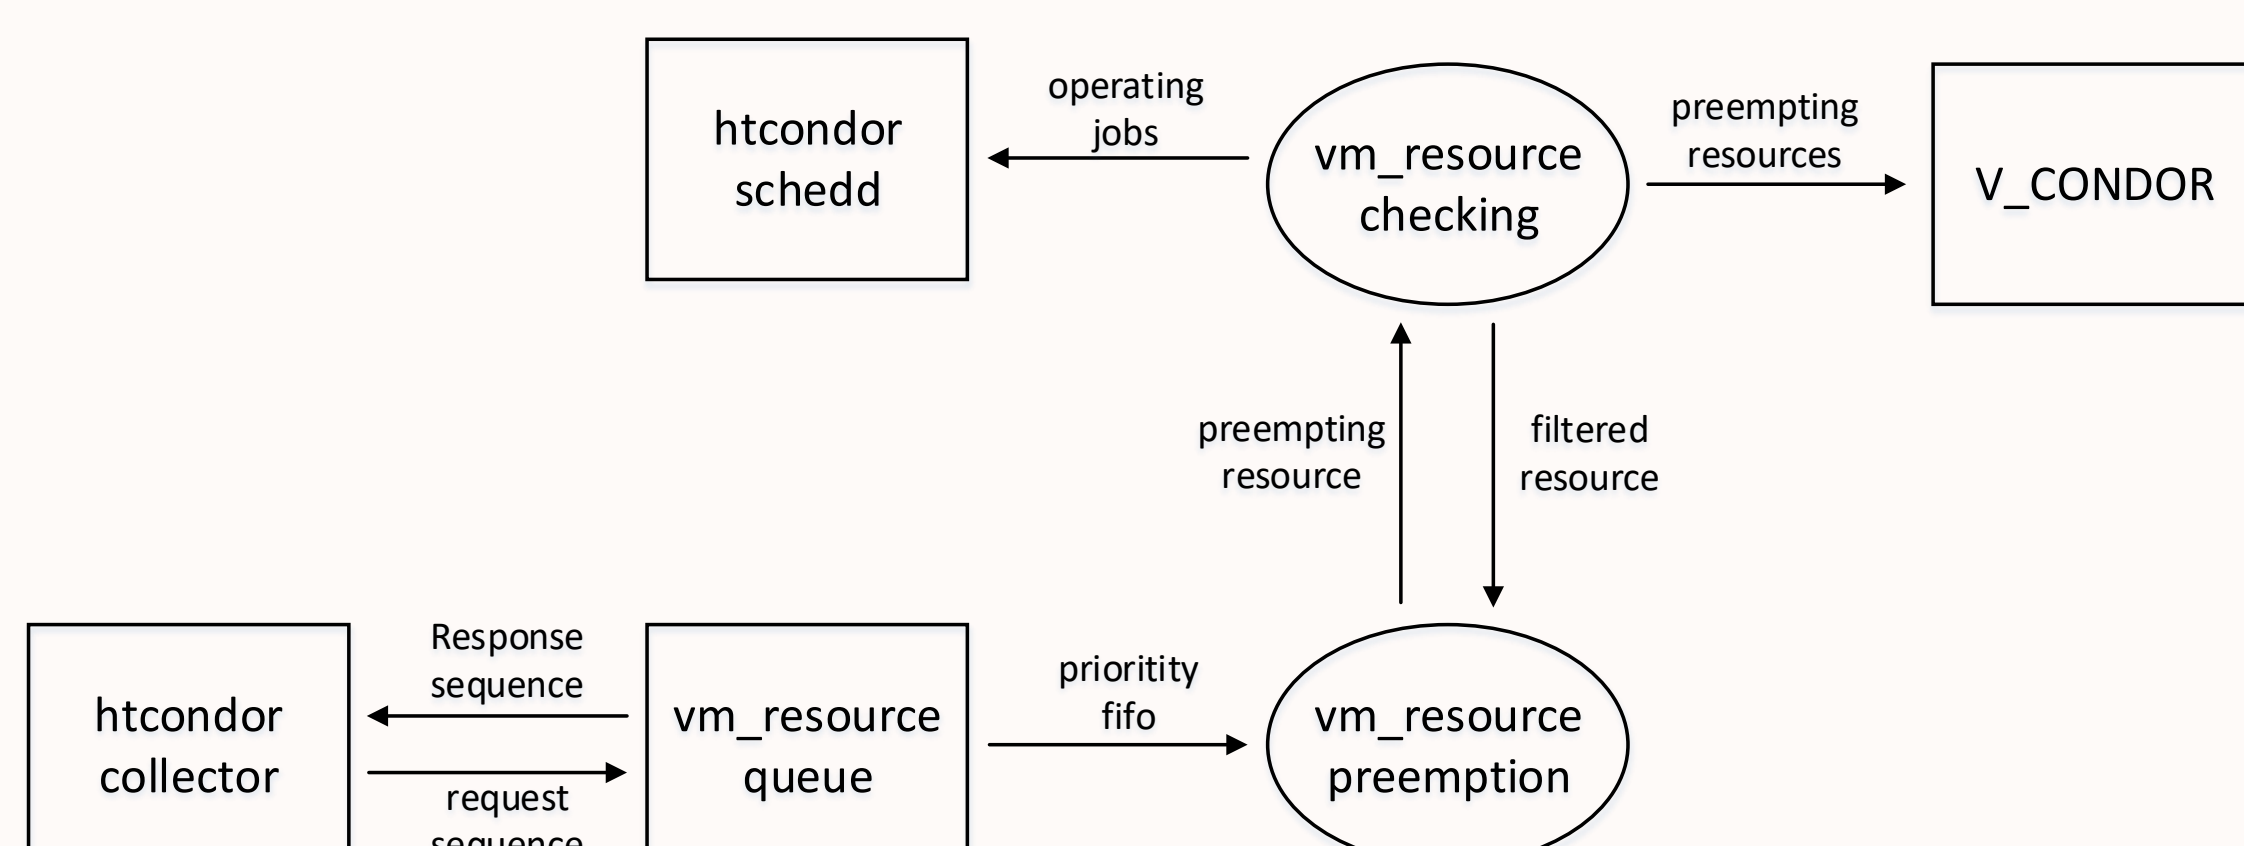 htcondor
schedd
operating
jobs
vm_resource
checking
preempting
resources
V_CONDOR
preempting
resource
filtered
resource
htcondor
collector
Response
sequence
request
sequence
vm_resource
queue
prioritity
fifo
vm_resource
preemption